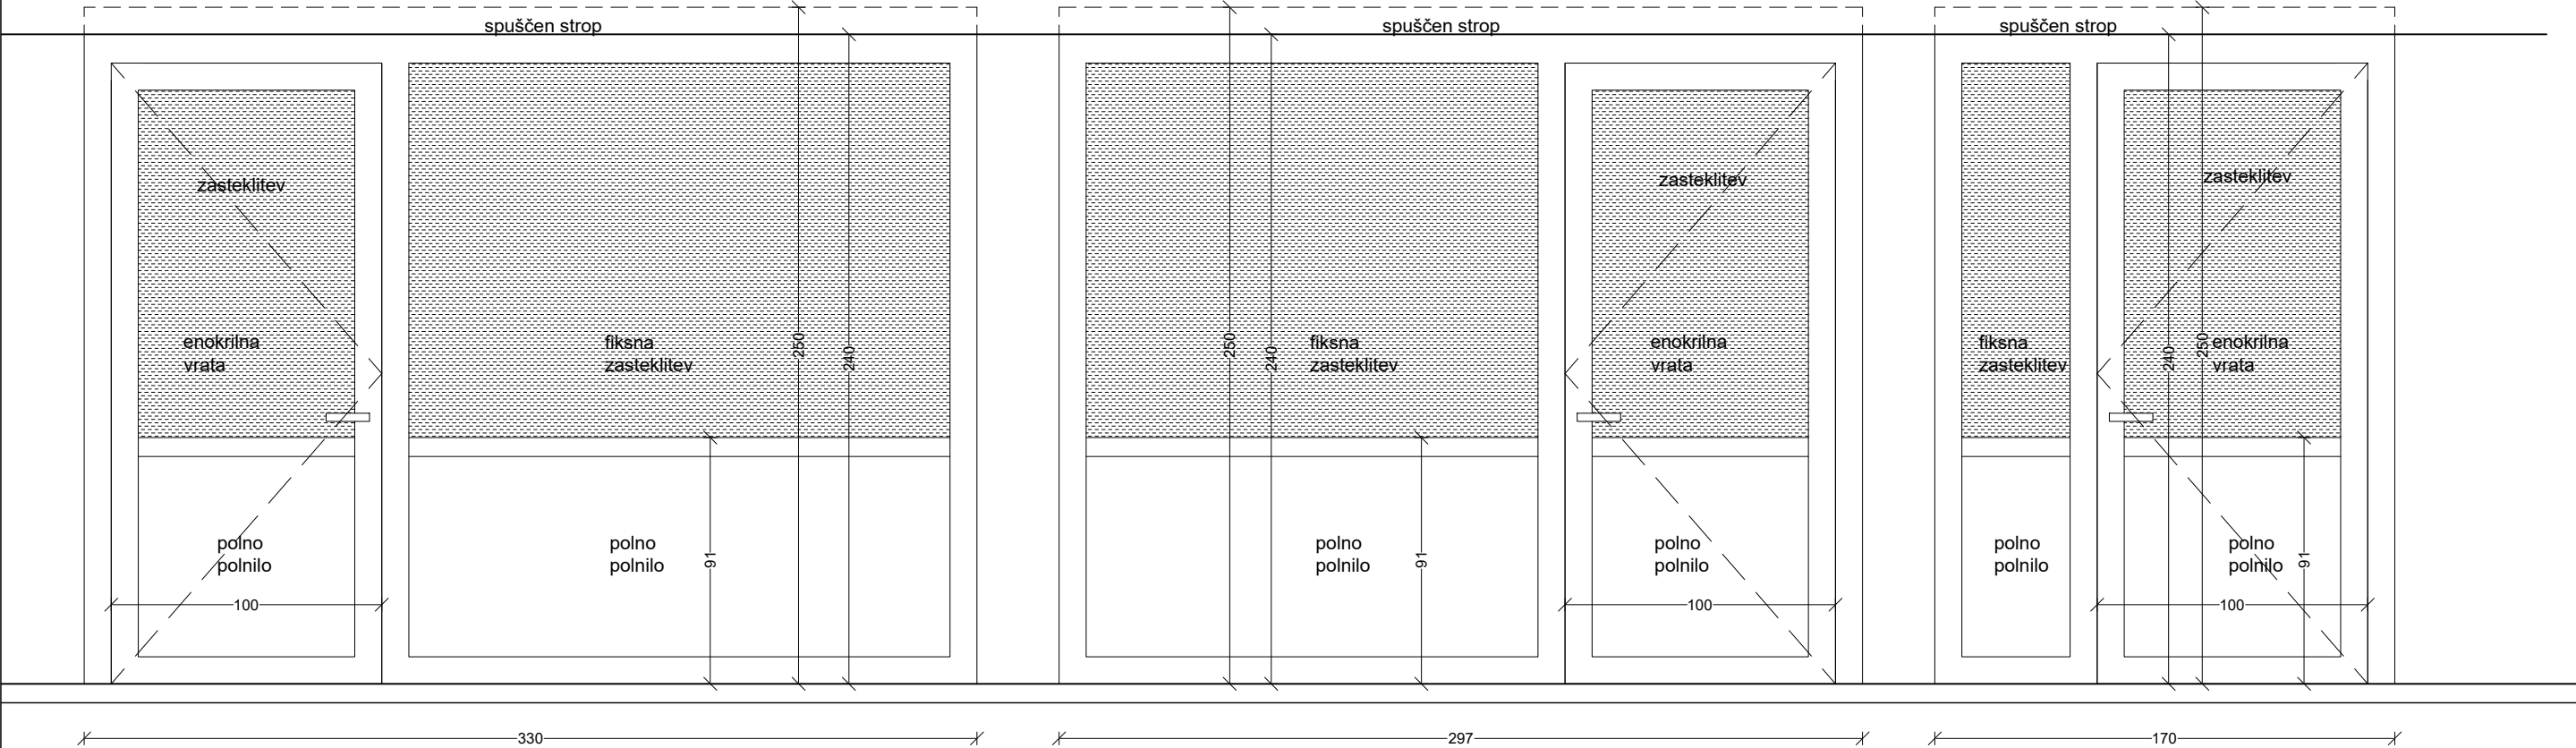 spuščen strop
zasteklitev
enokrilna
vrata
polno
polnilo
100
fiksna
zasteklitev
250
240
polno
polnilo
91
330
spuščen strop
250
240
fiksna
zasteklitev
polno
polnilo
91
zasteklitev
enokrilna
vrata
polno
polnilo
100
297
spuščen strop
fiksna
zasteklitev
polno
polnilo
zasteklitev
240
250
enokrilna
vrata
polno
polnilo
91
100
170